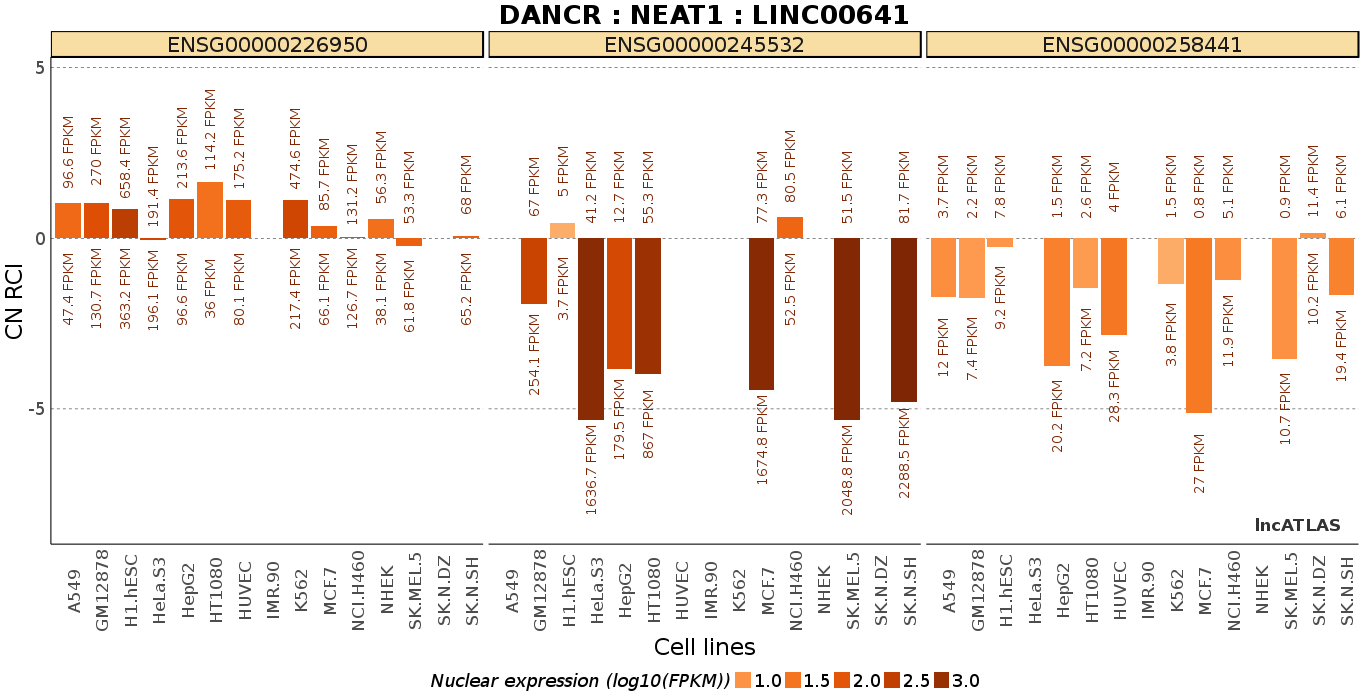 DANCR : NEAT1 : LINC00641
ENSG00000226950
ENSG00000245532
ENSG00000258441
CN RCI
5
0
-5
96.6 FPKM
270 FPKM
658.4 FPKM
191.4 FPKM
213.6 FPKM
114.2 FPKM
175.2 FPKM
474.6 FPKM
85.7 FPKM
131.2 FPKM
56.3 FPKM
53.3 FPKM
68 FPKM
47.4 FPKM
130.7 FPKM
363.2 FPKM
196.1 FPKM
96.6 FPKM
36 FPKM
80.1 FPKM
217.4 FPKM
66.1 FPKM
126.7 FPKM
38.1 FPKM
61.8 FPKM
65.2 FPKM
67 FPKM
5 FPKM
41.2 FPKM
12.7 FPKM
55.3 FPKM
77.3 FPKM
80.5 FPKM
51.5 FPKM
81.7 FPKM
254.1 FPKM
3.7 FPKM
1636.7 FPKM
179.5 FPKM
867 FPKM
1674.8 FPKM
52.5 FPKM
2048.8 FPKM
2288.5 FPKM
3.7 FPKM
2.2 FPKM
7.8 FPKM
1.5 FPKM
2.6 FPKM
4 FPKM
1.5 FPKM
0.8 FPKM
5.1 FPKM
0.9 FPKM
11.4 FPKM
6.1 FPKM
12 FPKM
7.4 FPKM
9.2 FPKM
20.2 FPKM
7.2 FPKM
28.3 FPKM
3.8 FPKM
27 FPKM
11.9 FPKM
10.7 FPKM
10.2 FPKM
19.4 FPKM
lncATLAS
A549
GM12878
H1.hESC
HeLa.S3
HepG2
HT1080
HUVEC
IMR.90
K562
MCF.7
NCI.H460
NHEK
SK.MEL.5
SK.N.DZ
SK.N.SH
A549
GM12878
H1.hESC
HeLa.S3
HepG2
HT1080
HUVEC
IMR.90
K562
MCF.7
NCI.H460
NHEK
SK.MEL.5
SK.N.DZ
SK.N.SH
A549
GM12878
H1.hESC
HeLa.S3
HepG2
HT1080
HUVEC
IMR.90
K562
MCF.7
NCI.H460
NHEK
SK.MEL.5
SK.N.DZ
SK.N.SH
Cell lines
Nuclear expression (log10(FPKM)) 1.0 1.5 2.0 2.5 3.0